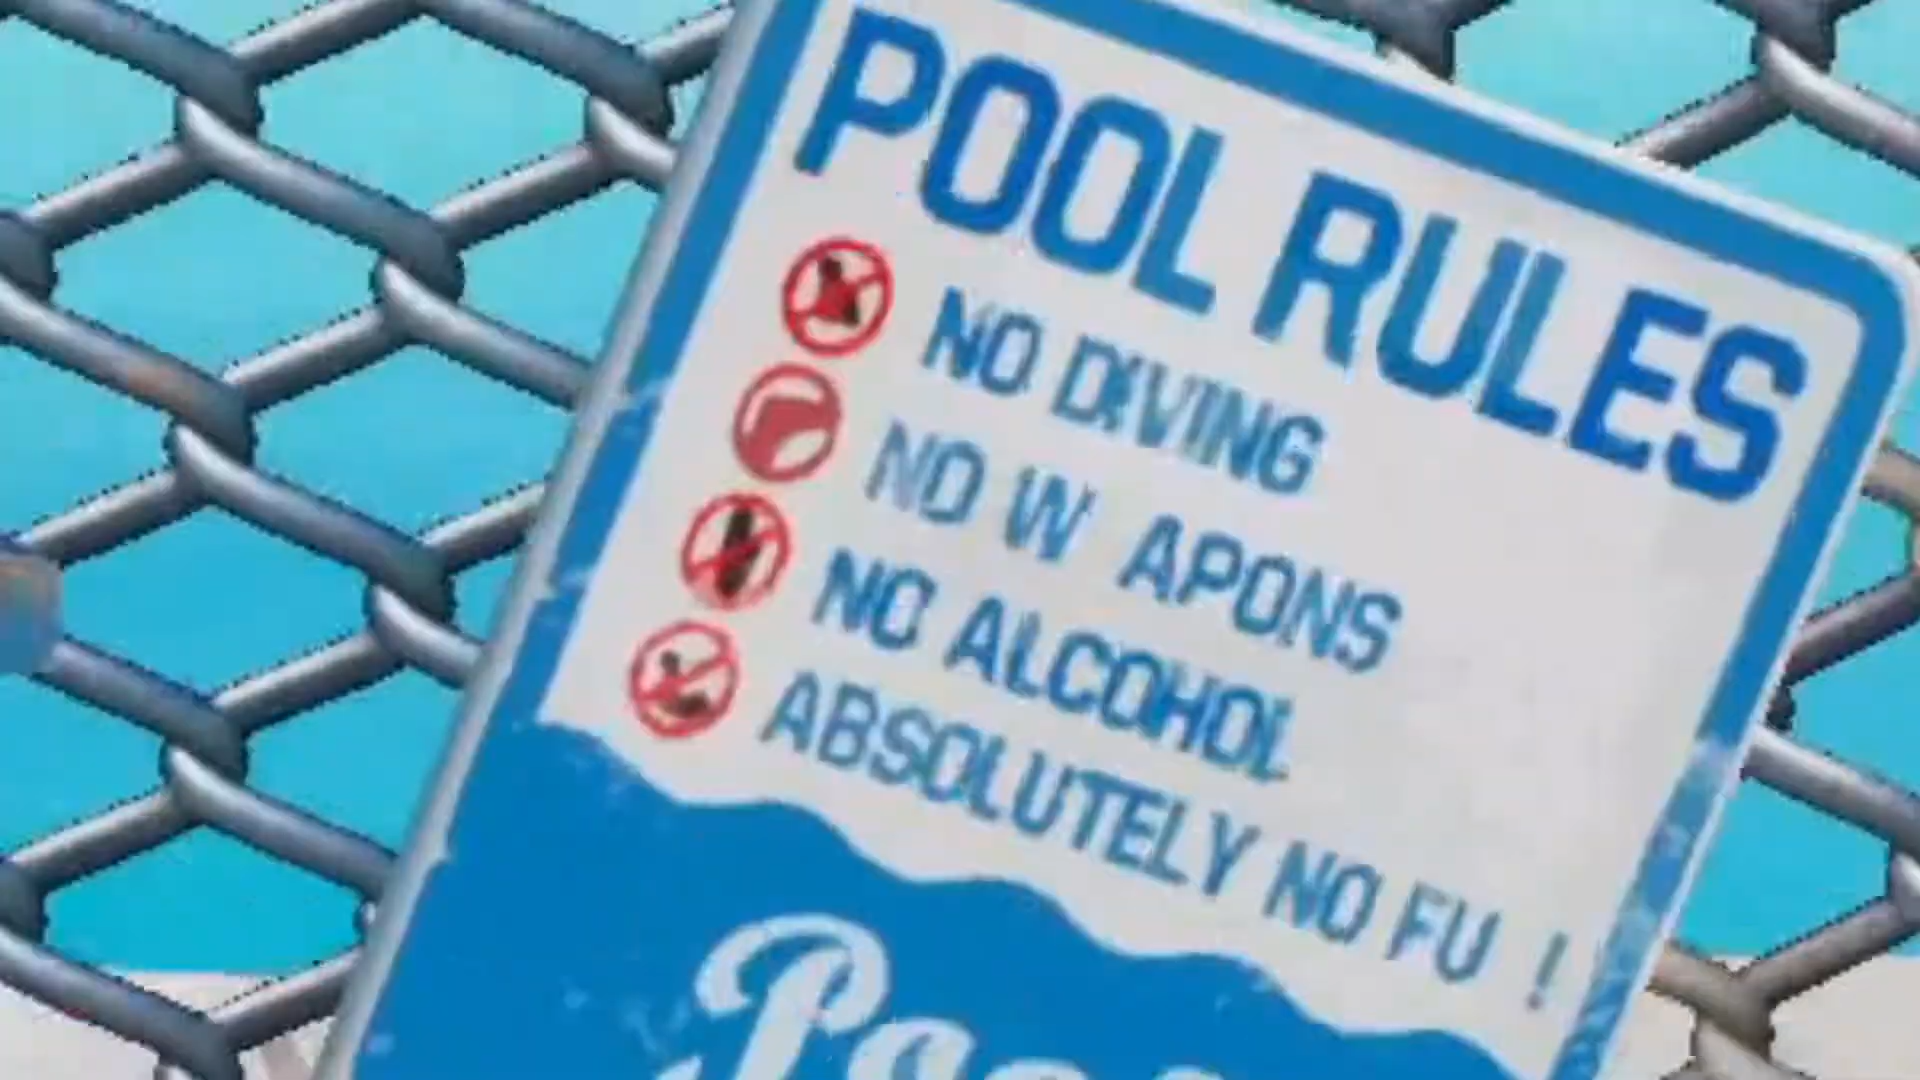 POOL RULES
NO DIVING
NO W APONS
NO ALCOHOL
ABSOLUTELY NO FU !